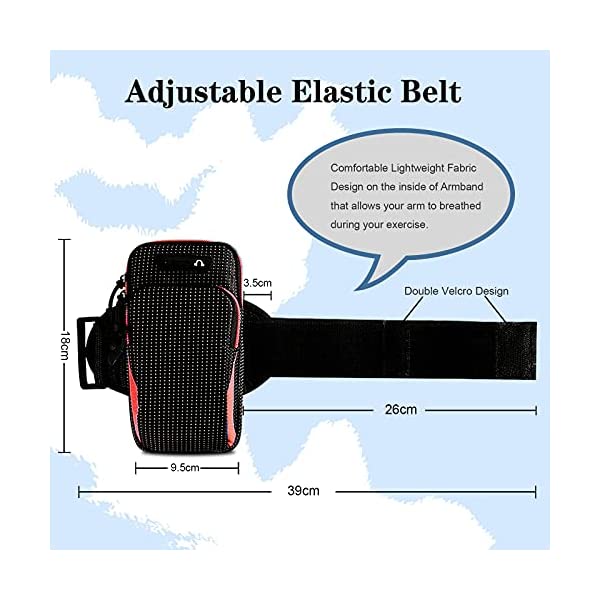 Adjustable Elastic Belt
Comfortable Lightweight Fabric
Design on the inside of Armband
that allows your arm to breathed
during your exercise.
3.5cm
Double Velcro Design
18cm
26cm
9.5cm
39cm